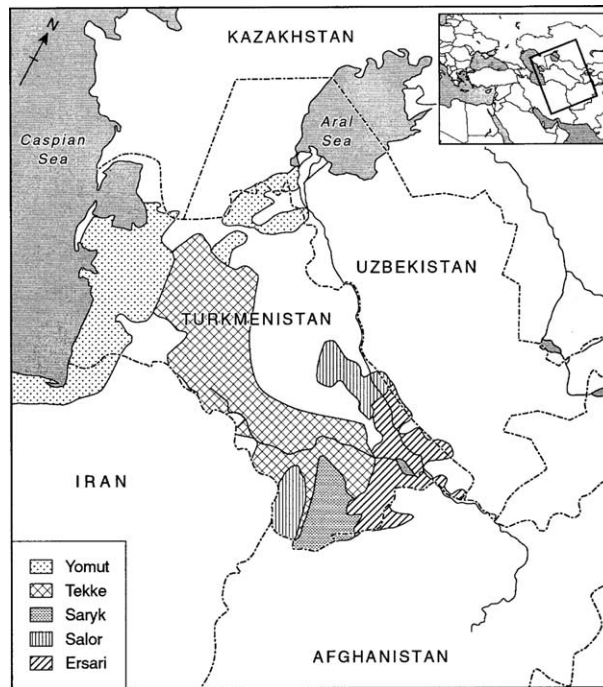 N
KAZAKHSTAN
Caspian
Sea
Aral
Sea
UZBEKISTAN
TURKMENISTAN
IRAN
AFGHANISTAN
Yomut
Tekke
Saryk
Salor
Ersari